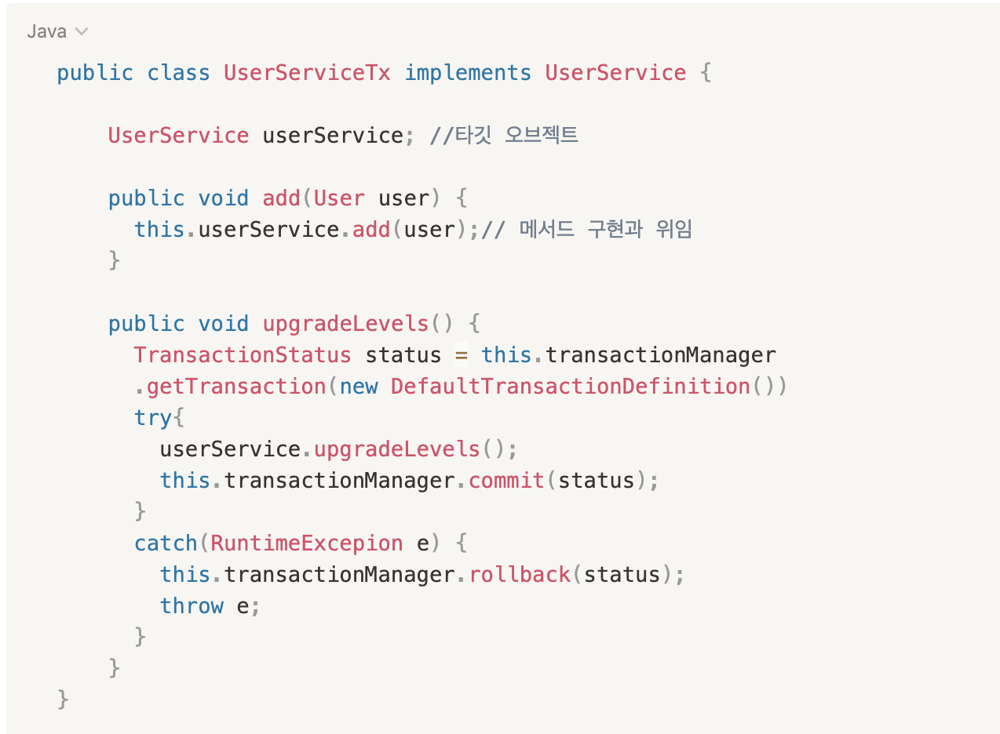 Java
public class UserServiceTx implements UserService {
UserService userService; //타깃 오브젝트
public void add(User user) {
this.userService.add(user);// 메서드 구현과 위임
}
public void upgradeLevels() {
TransactionStatus status = this.transactionManager
.getTransaction(new DefaultTransactionDefinition())
try{
userService.upgradeLevels();
this.transactionManager.commit(status);
}
catch(RuntimeExcepion e) {
this.transactionManager.rollback(status);
throw e;
}
}
}